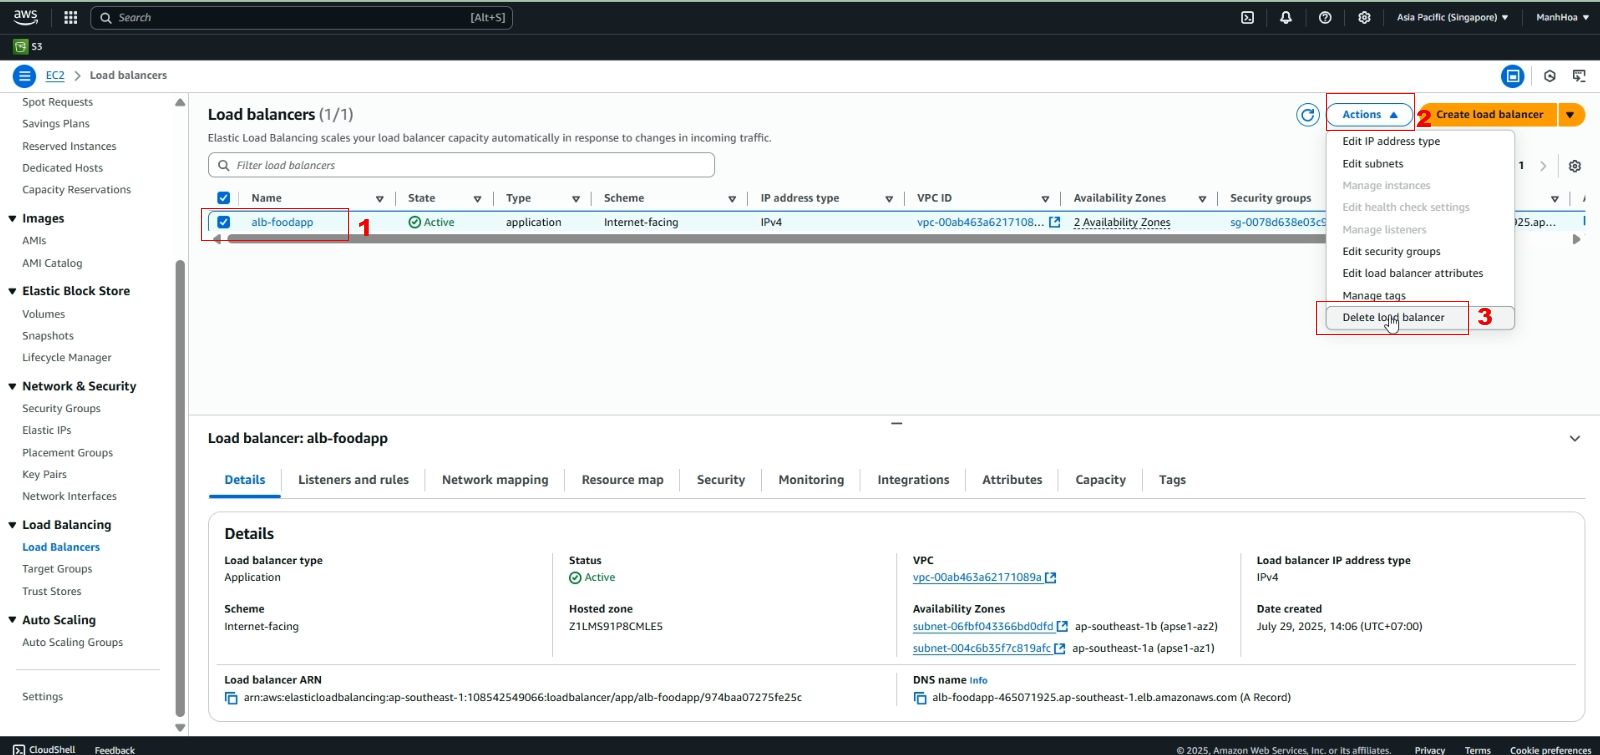 aws
Search [Alt+S]
Asia Pacific (Singapore) ManhHoa
S3
EC2 > Load balancers
Spot Requests
Savings Plans
Reserved Instances
Dedicated Hosts
Capacity Reservations
Images
AMIs
AMI Catalog
Elastic Block Store
Volumes
Snapshots
Lifecycle Manager
Network & Security
Security Groups
Elastic IPs
Placement Groups
Key Pairs
Network Interfaces
Load Balancing
Load Balancers
Target Groups
Trust Stores
Auto Scaling
Auto Scaling Groups
Settings
Load balancers (1/1)
Elastic Load Balancing scales your load balancer capacity automatically in response to changes in incoming traffic.
Actions 2 Create load balancer
Filter load balancers
1
Name State Type Scheme IP address type VPC ID Availability Zones Security groups
alb-foodapp 1 Active application Internet-facing IPv4 vpc-00ab463a6217108... 2 Availability Zones sg-0078d638e03c9 25.ap...
Edit IP address type
Edit subnets
Manage instances
Edit health check settings
Manage listeners
Edit security groups
Edit load balancer attributes
Manage tags
Delete load balancer 3
Load balancer: alb-foodapp
Details Listeners and rules Network mapping Resource map Security Monitoring Integrations Attributes Capacity Tags
Details
Load balancer type
Application
Status
Active
VPC
vpc-00ab463a62171089a
Load balancer IP address type
IPv4
Scheme
Internet-facing
Hosted zone
Z1LMS91P8CMLE5
Availability Zones
subnet-06fbf043366bd0dfd ap-southeast-1b (apse1-az2)
subnet-004c6b35f7c819afc ap-southeast-1a (apse1-az1)
Date created
July 29, 2025, 14:06 (UTC+07:00)
Load balancer ARN
arn:aws:elasticloadbalancing:ap-southeast-1:108542549066:loadbalancer/app/alb-foodapp/974baa07275fe25c
DNS name Info
alb-foodapp-465071925.ap-southeast-1.elb.amazonaws.com (A Record)
CloudShell Feedback © 2025, Amazon Web Services, Inc. or its affiliates. Privacy Terms Cookie preferences